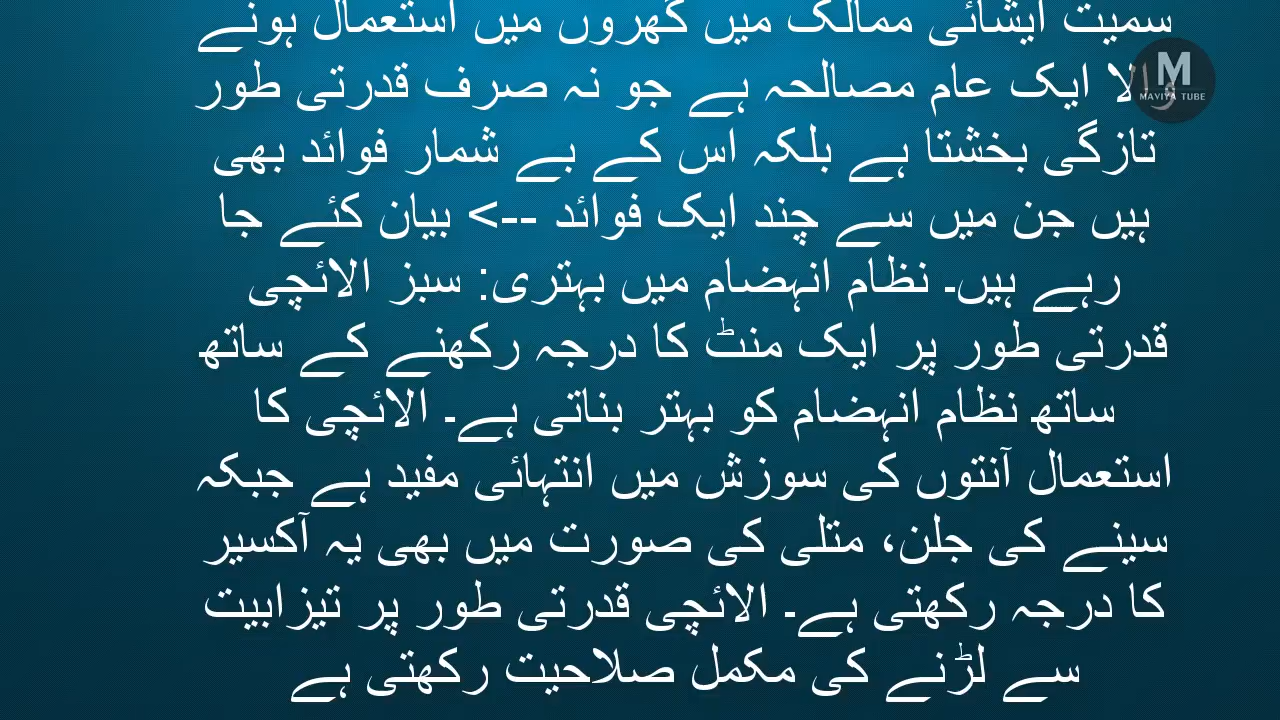 سمیت ایشائی ممالک میں گھروں میں استعمال ہونے
والا ایک عام مصالحہ ہے جو نہ صرف قدرتی طور
تازگی بخشتا ہے بلکہ اس کے بے شمار فوائد بھی
ہیں جن میں سے چند ایک فوائد --> بیان کئے جا
رہے ہیں۔ نظام انہضام میں بہتری: سبز الائچی
قدرتی طور پر ایک منٹ کا درجہ رکھنے کے ساتھ
ساتھ نظام انہضام کو بہتر بناتی ہے۔ الائچی کا
استعمال آنتوں کی سوزش میں انتہائی مفید ہے جبکہ
سینے کی جلن، متلی کی صورت میں بھی یہ آکسیر
کا درجہ رکھتی ہے۔ الائچی قدرتی طور پر تیزابیت
سے لڑنے کی مکمل صلاحیت رکھتی ہے
M
MAVIYA TUBE